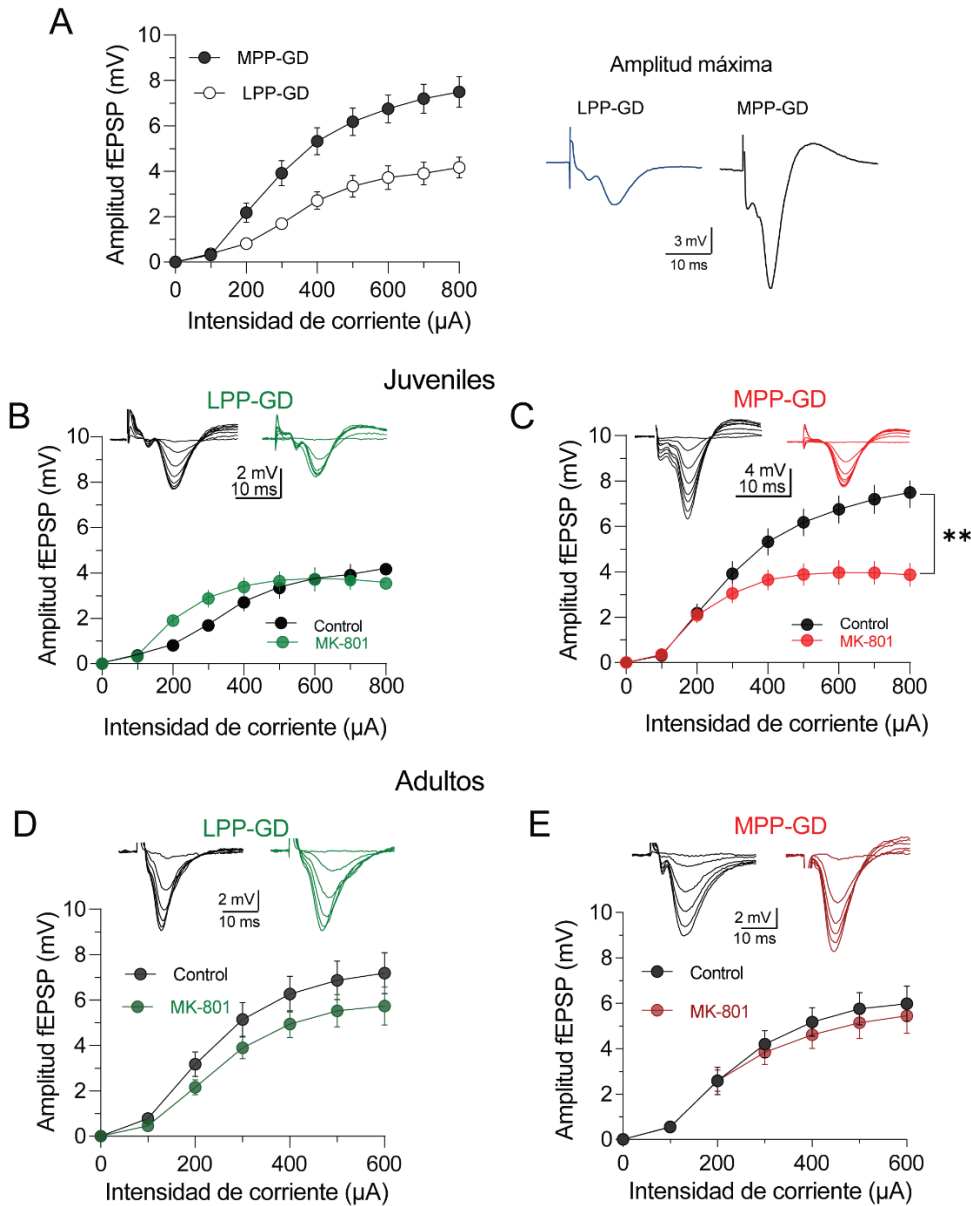 A
Amplitud fEPSP (mV)
10
8
6
4
2
0
MPP-GD
LPP-GD
0
200
400
600
800
Intensidad de corriente (µA)
Amplitud máxima
LPP-GD
MPP-GD
3 mV
10 ms
Juveniles
B
LPP-GD
Amplitud fEPSP (mV)
10
8
6
4
2
0
2 mV
10 ms
Control
MK-801
0
200
400
600
800
Intensidad de corriente (µA)
C
MPP-GD
Amplitud fEPSP (mV)
10
8
6
4
2
0
4 mV
10 ms
**
Control
MK-801
0
200
400
600
800
Intensidad de corriente (µA)
Adultos
D
LPP-GD
Amplitud fEPSP (mV)
10
8
6
4
2
0
2 mV
10 ms
Control
MK-801
0
200
400
600
Intensidad de corriente (µA)
E
MPP-GD
Amplitud fEPSP (mV)
10
8
6
4
2
0
2 mV
10 ms
Control
MK-801
0
200
400
600
Intensidad de corriente (µA)